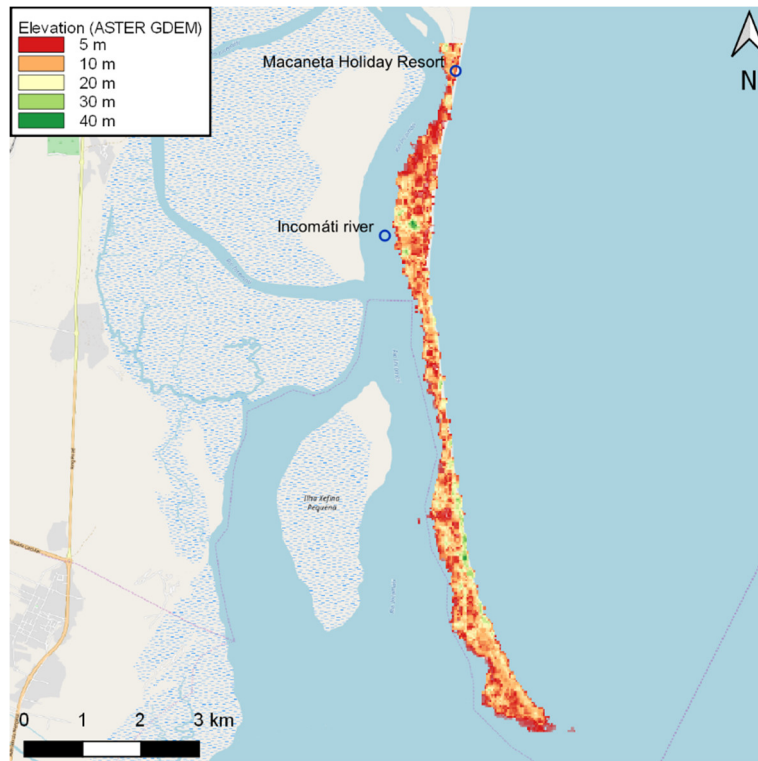 Elevation (ASTER GDEM)
5 m
10 m
20 m
30 m
40 m
N
Macaneta Holiday Resort
Incomáti river
Ilha Xefina
Pequena
0 1 2 3 km